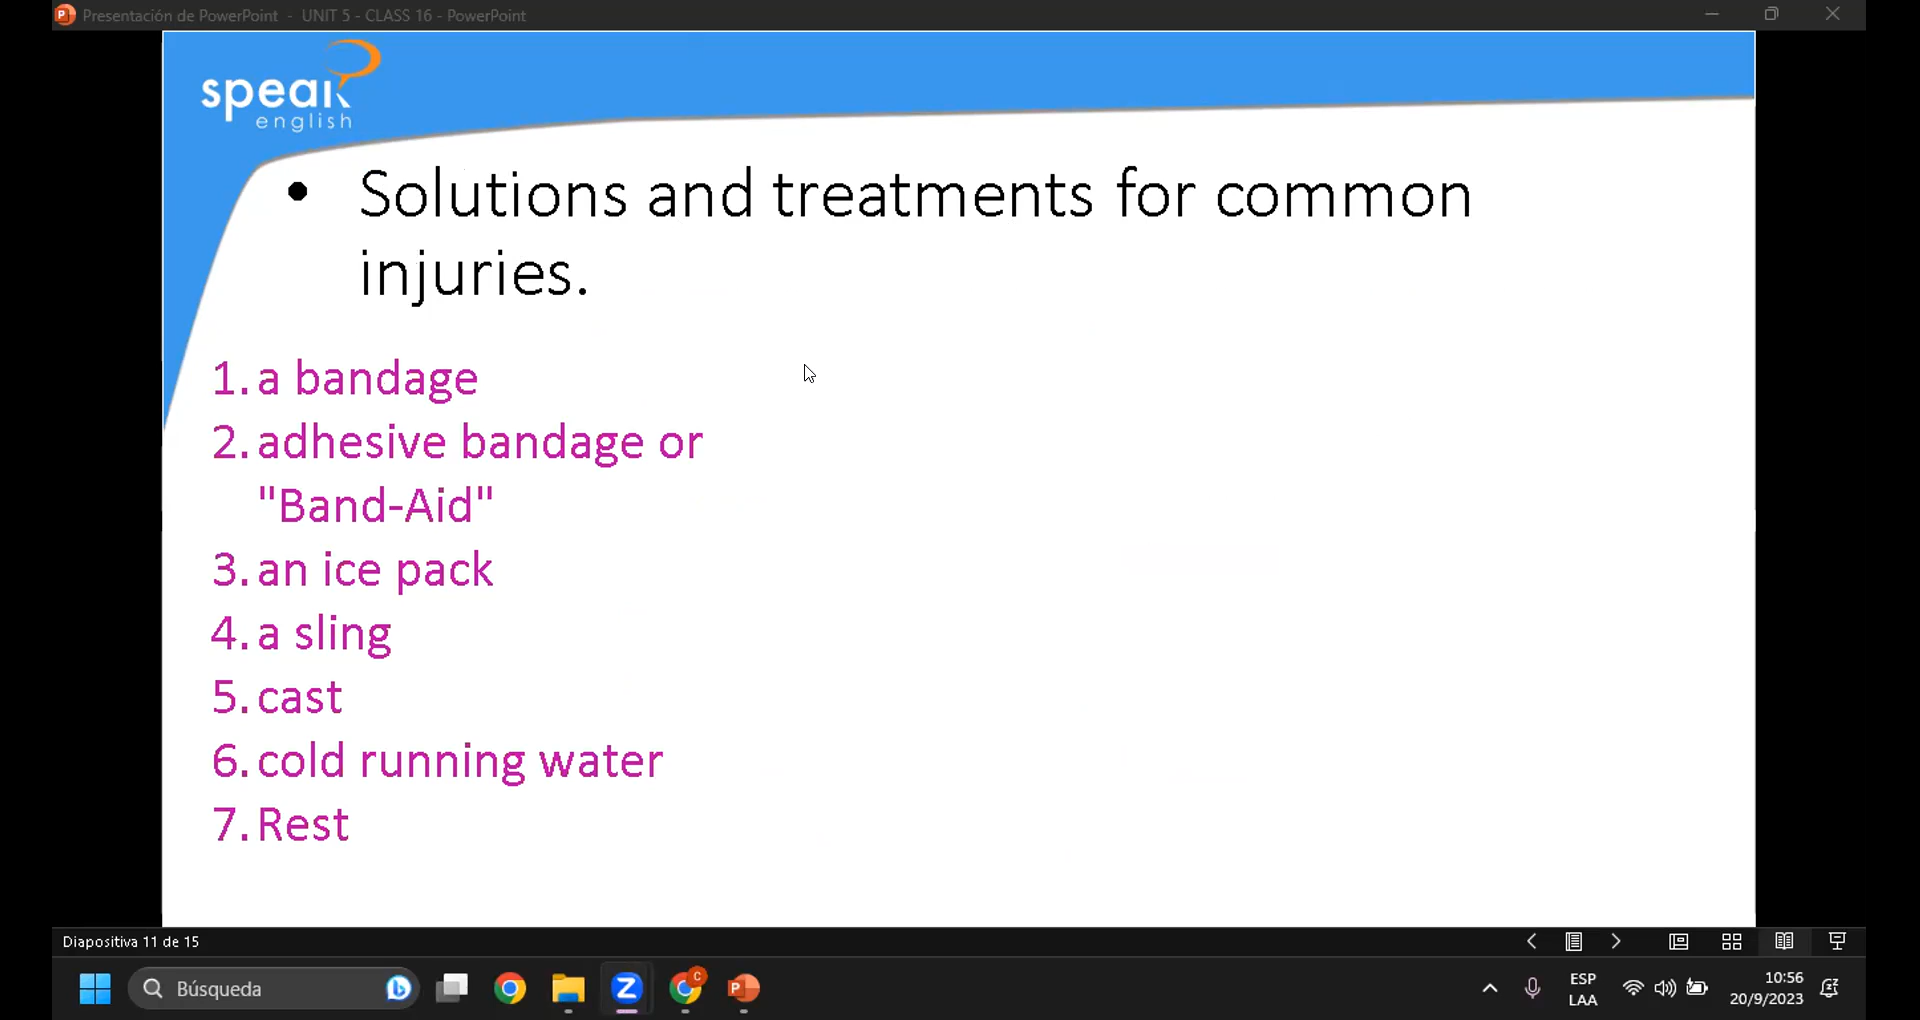 Presentación de PowerPoint - UNIT 5 - CLASS 16 - PowerPoint
speak
english
• Solutions and treatments for common
injuries.
1. a bandage
2. adhesive bandage or
"Band-Aid"
3. an ice pack
4. a sling
5. cast
6. cold running water
7. Rest
Diapositiva 11 de 15
Búsqueda
ESP
LAA
10:56
20/9/2023